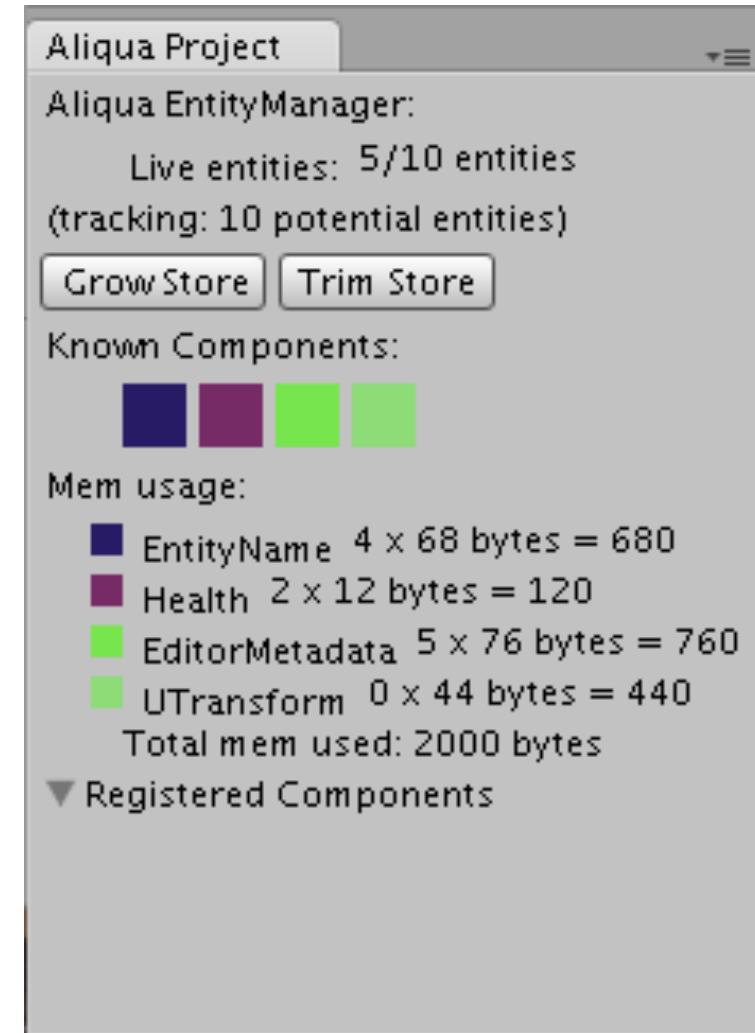 Aliqua Project
Aliqua EntityManager:
Live entities: 5/10 entities
(tracking: 10 potential entities)
Grow Store Trim Store
Known Components:
Mem usage:
EntityName 4 x 68 bytes = 680
Health 2 x 12 bytes = 120
EditorMetadata 5 x 76 bytes = 760
UTransform 0 x 44 bytes = 440
Total mem used: 2000 bytes
Registered Components